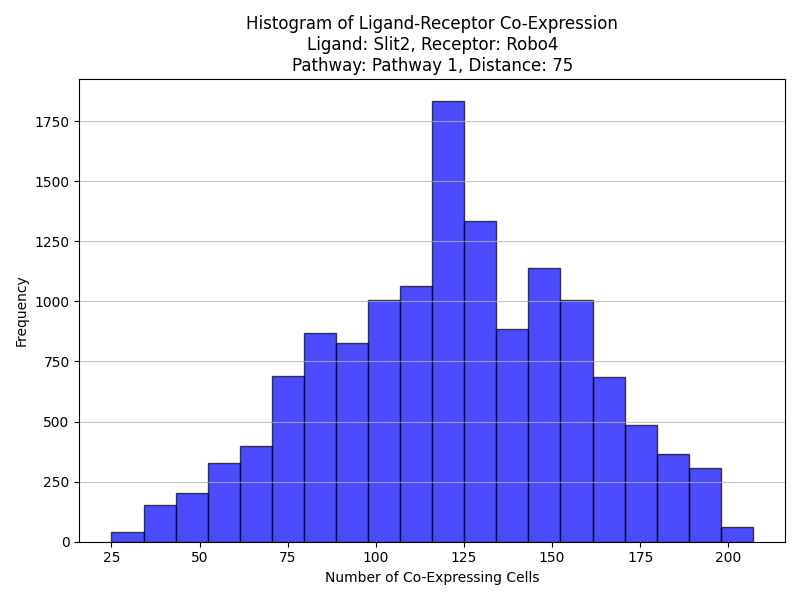 Histogram of Ligand-Receptor Co-Expression
Ligand: Slit2, Receptor: Robo4
Pathway: Pathway 1, Distance: 75
1750
1500
1250
1000
750
500
250
0
Frequency
25 50 75 100 125 150 175 200
Number of Co-Expressing Cells